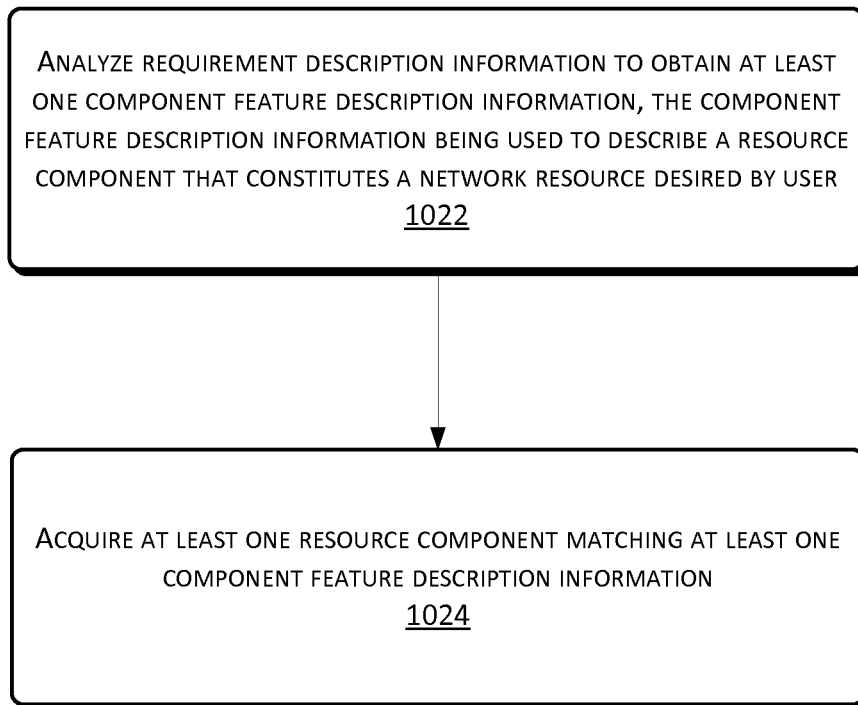 ANALYZE REQUIREMENT DESCRIPTION INFORMATION TO OBTAIN AT LEAST
ONE COMPONENT FEATURE DESCRIPTION INFORMATION, THE COMPONENT
FEATURE DESCRIPTION INFORMATION BEING USED TO DESCRIBE A RESOURCE
COMPONENT THAT CONSTITUTES A NETWORK RESOURCE DESIRED BY USER
1022
ACQUIRE AT LEAST ONE RESOURCE COMPONENT MATCHING AT LEAST ONE
COMPONENT FEATURE DESCRIPTION INFORMATION
1024